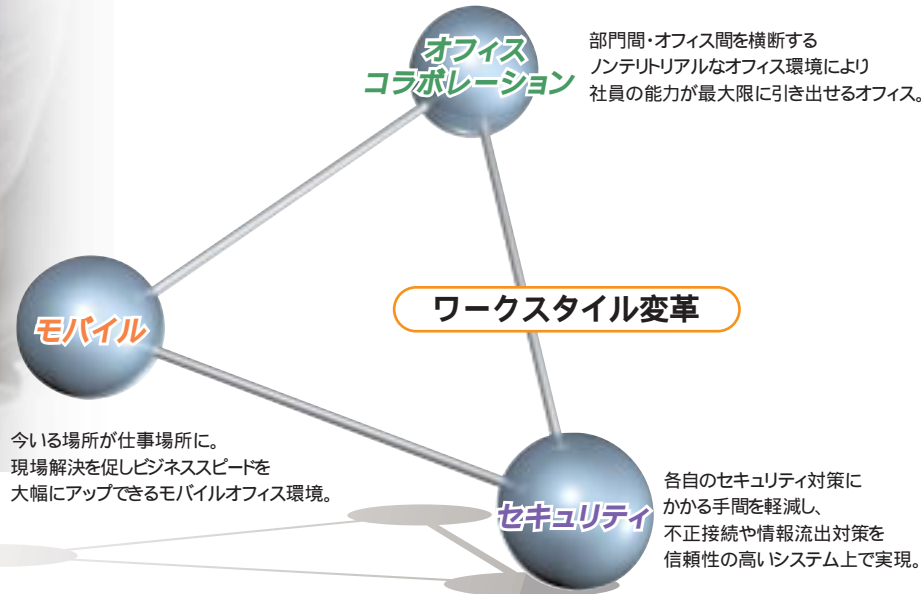 オフィス
コラボレーション
部門間・オフィス間を横断する
ノンテリトリアルなオフィス環境により
社員の能力が最大限に引き出せるオフィス。
ワークスタイル変革
モバイル
今いる場所が仕事場所に。
現場解決を促しビジネススピードを
大幅にアップできるモバイルオフィス環境。
セキュリティ
各自のセキュリティ対策に
かかる手間を軽減し、
不正接続や情報流出対策を
信頼性の高いシステム上で実現。